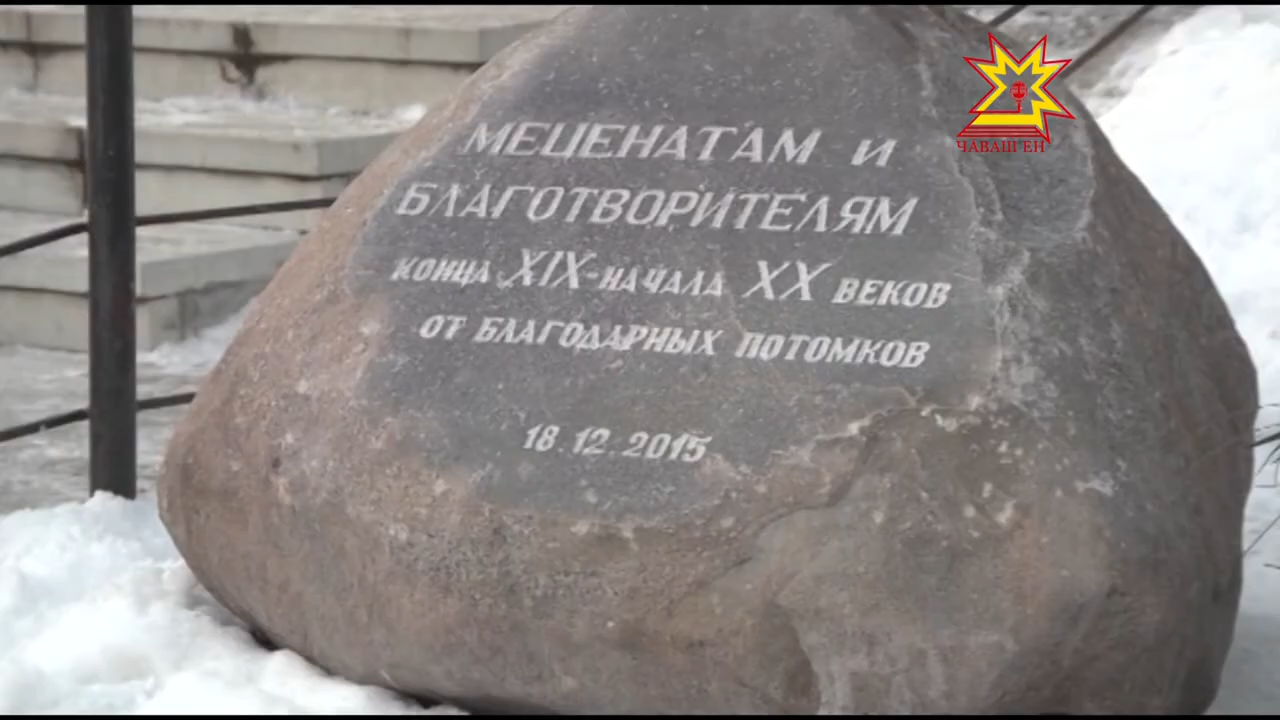 МЕЦЕНАТАМ И
БЛАГОТВОРИТЕЛЯМ
КОНЦА XIX-НАЧАЛА XX ВЕКОВ
ОТ БЛАГОДАРНЫХ ПОТОМКОВ
18.12.2015
ЧАВАШ ЕН